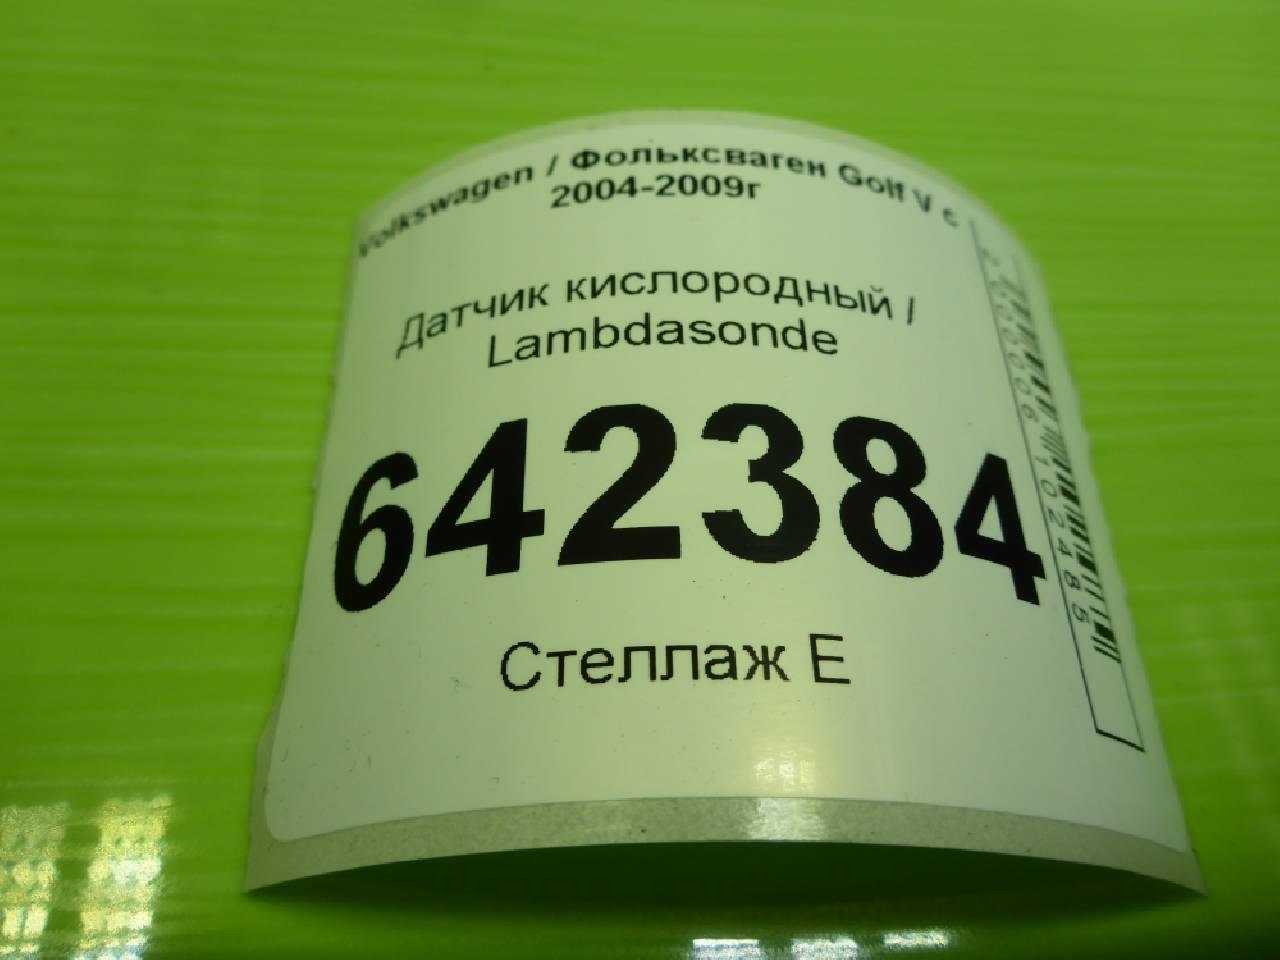 Volkswagen / Фольксваген Golf V с
2004-2009г
Датчик кислородный /
Lambdasonde
642384
Стеллаж Е